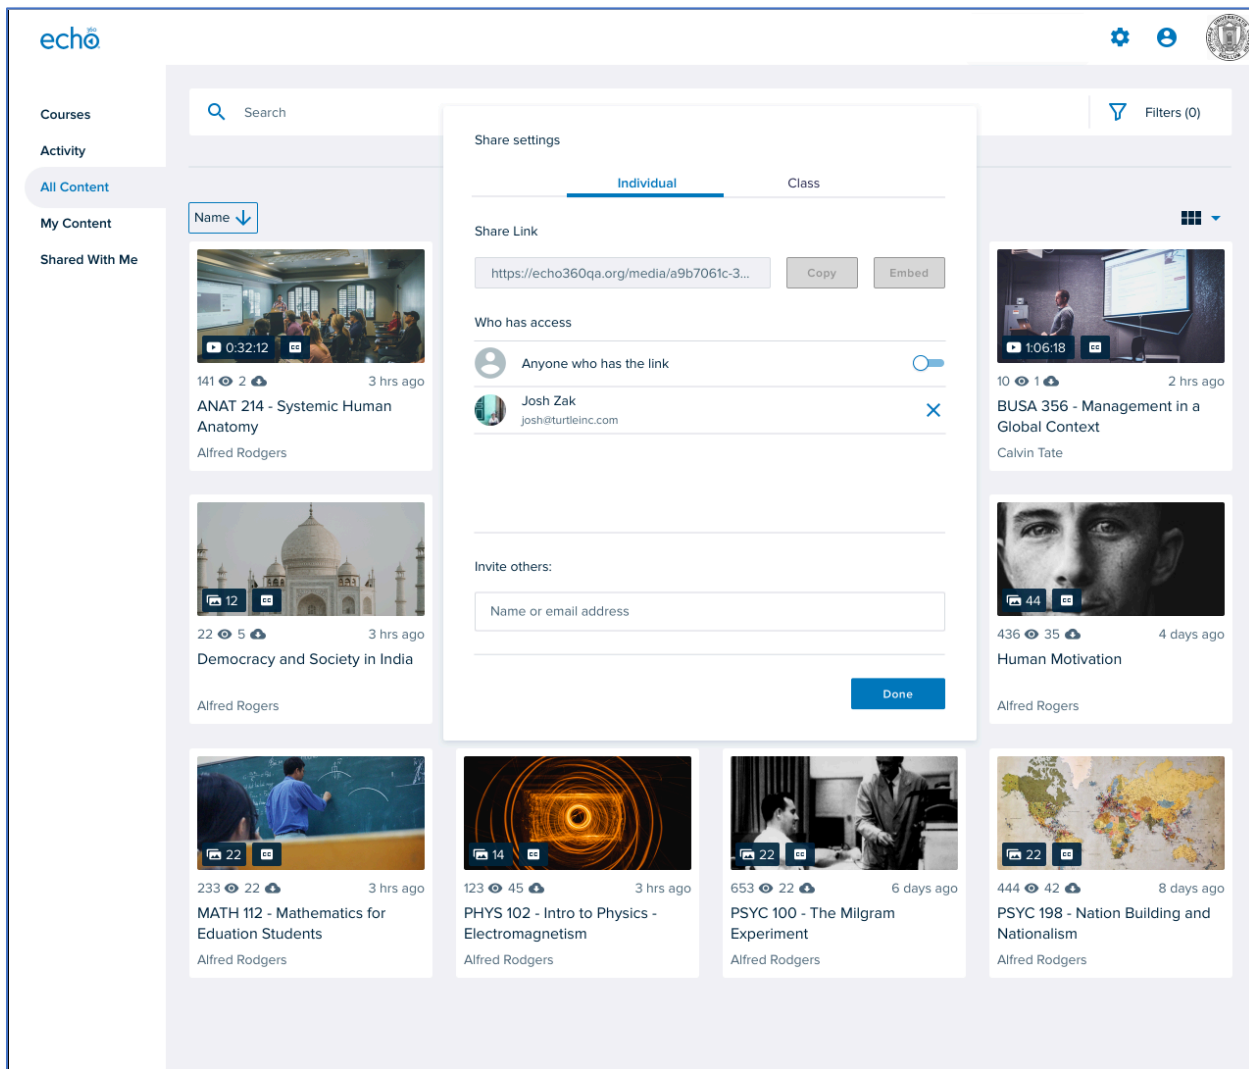 echo360
Courses
Activity
All Content
My Content
Shared With Me
Search
Filters (0)
Name
Share settings
Individual
Class
Share Link
https://echo360qa.org/media/a9b7061c-3...
Copy
Embed
Who has access
Anyone who has the link
Josh Zak
josh@turtleinc.com
Invite others:
Name or email address
Done
0:32:12
CC
141 2
3 hrs ago
ANAT 214 - Systemic Human
Anatomy
Alfred Rodgers
1:06:18
CC
10 1
2 hrs ago
BUSA 356 - Management in a
Global Context
Calvin Tate
12
CC
22 5
3 hrs ago
Democracy and Society in India
Alfred Rogers
44
CC
436 35
4 days ago
Human Motivation
Alfred Rogers
22
CC
233 22
3 hrs ago
MATH 112 - Mathematics for
Eduation Students
Alfred Rodgers
14
CC
123 45
3 hrs ago
PHYS 102 - Intro to Physics -
Electromagnetism
Alfred Rodgers
22
CC
653 22
6 days ago
PSYC 100 - The Milgram
Experiment
Alfred Rodgers
22
CC
444 42
8 days ago
PSYC 198 - Nation Building and
Nationalism
Alfred Rodgers